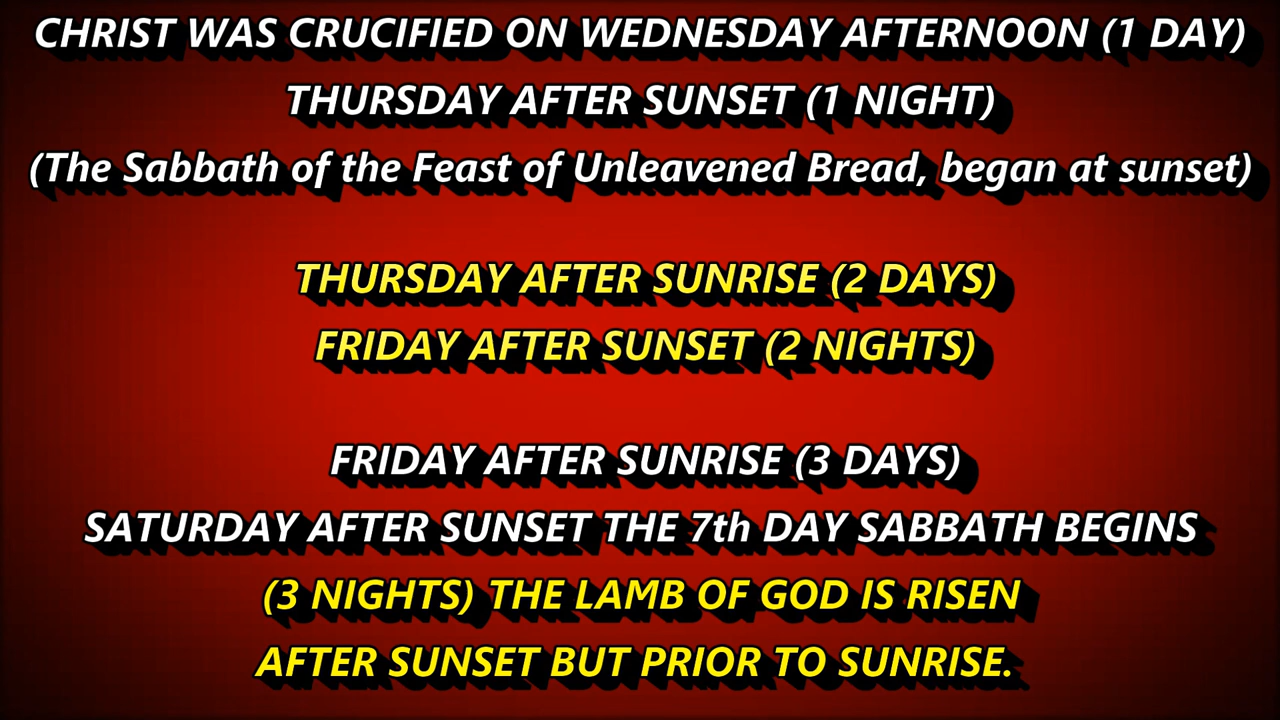 CHRIST WAS CRUCIFIED ON WEDNESDAY AFTERNOON (1 DAY)
THURSDAY AFTER SUNSET (1 NIGHT)
(The Sabbath of the Feast of Unleavened Bread, began at sunset)
THURSDAY AFTER SUNRISE (2 DAYS)
FRIDAY AFTER SUNSET (2 NIGHTS)
FRIDAY AFTER SUNRISE (3 DAYS)
SATURDAY AFTER SUNSET THE 7th DAY SABBATH BEGINS
(3 NIGHTS) THE LAMB OF GOD IS RISEN
AFTER SUNSET BUT PRIOR TO SUNRISE.